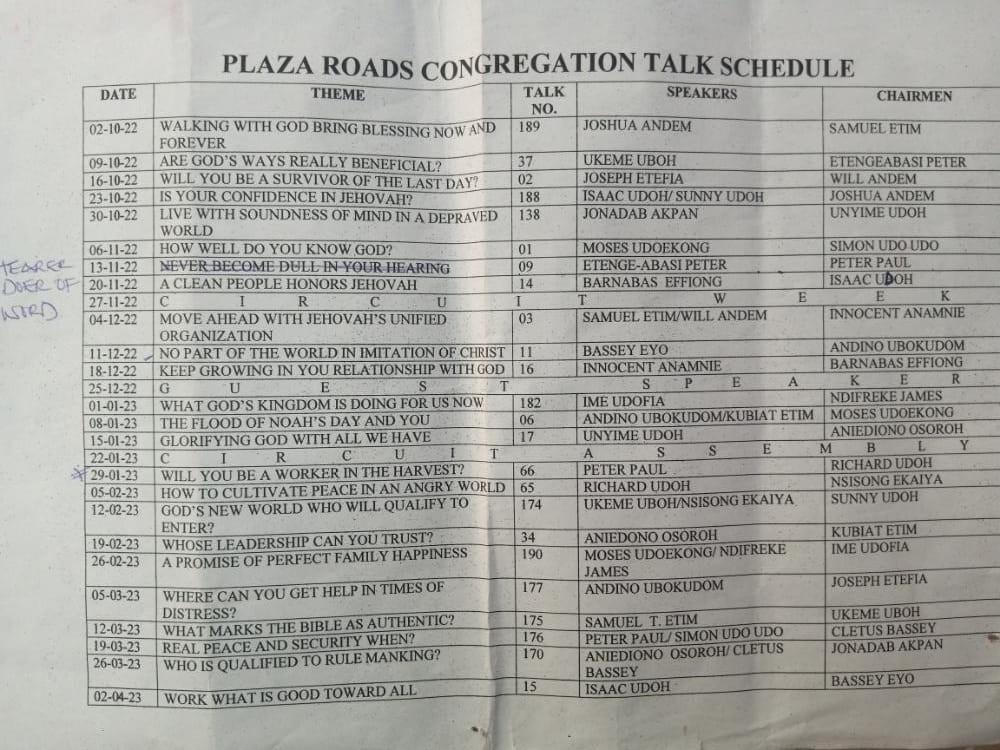 PLAZA ROADS CONGREGATION TALK SCHEDULE
DATE THEME TALK NO. SPEAKERS CHAIRMEN
02-10-22 WALKING WITH GOD BRING BLESSING NOW AND FOREVER 189 JOSHUA ANDEM SAMUEL ETIM
09-10-22 ARE GOD'S WAYS REALLY BENEFICIAL? 37 UKEME UBOH ETENGEABASI PETER
16-10-22 WILL YOU BE A SURVIVOR OF THE LAST DAY? 02 JOSEPH ETEFIA WILL ANDEM
23-10-22 IS YOUR CONFIDENCE IN JEHOVAH? 188 ISAAC UDOH/ SUNNY UDOH JOSHUA ANDEM
30-10-22 LIVE WITH SOUNDNESS OF MIND IN A DEPRAVED WORLD 138 JONADAB AKPAN UNYIME UDOH
06-11-22 HOW WELL DO YOU KNOW GOD? 01 MOSES UDOEKONG SIMON UDO UDO
13-11-22 NEVER BECOME DULL IN YOUR HEARING 09 ETENGE-ABASI PETER PETER PAUL
DOER OF WORD
20-11-22 A CLEAN PEOPLE HONORS JEHOVAH 14 BARNABAS EFFIONG ISAAC UDOH
27-11-22 C I R C U I T W E E K
04-12-22 MOVE AHEAD WITH JEHOVAH'S UNIFIED ORGANIZATION 03 SAMUEL ETIM/WILL ANDEM INNOCENT ANAMNIE
11-12-22 NO PART OF THE WORLD IN IMITATION OF CHRIST 11 BASSEY EYO ANDINO UBOKUDOM
18-12-22 KEEP GROWING IN YOU RELATIONSHIP WITH GOD 16 INNOCENT ANAMNIE BARNABAS EFFIONG
25-12-22 G U E S T S P E A K E R
01-01-23 WHAT GOD'S KINGDOM IS DOING FOR US NOW 182 IME UDOFIA NDIFREKE JAMES
08-01-23 THE FLOOD OF NOAH'S DAY AND YOU 06 ANDINO UBOKUDOM/KUBIAT ETIM MOSES UDOEKONG
15-01-23 GLORIFYING GOD WITH ALL WE HAVE 17 UNYIME UDOH ANIEDIONO OSOROH
22-01-23 C I R C U I T A S S E M B L Y
29-01-23 WILL YOU BE A WORKER IN THE HARVEST? 66 PETER PAUL RICHARD UDOH
05-02-23 HOW TO CULTIVATE PEACE IN AN ANGRY WORLD 65 RICHARD UDOH NSISONG EKAIYA
12-02-23 GOD'S NEW WORLD WHO WILL QUALIFY TO ENTER? 174 UKEME UBOH/NSISONG EKAIYA SUNNY UDOH
19-02-23 WHOSE LEADERSHIP CAN YOU TRUST? 34 ANIEDONO OSOROH KUBIAT ETIM
26-02-23 A PROMISE OF PERFECT FAMILY HAPPINESS 190 MOSES UDOEKONG/ NDIFREKE JAMES IME UDOFIA
05-03-23 WHERE CAN YOU GET HELP IN TIMES OF DISTRESS? 177 ANDINO UBOKUDOM JOSEPH ETEFIA
12-03-23 WHAT MARKS THE BIBLE AS AUTHENTIC? 175 SAMUEL T. ETIM UKEME UBOH
19-03-23 REAL PEACE AND SECURITY WHEN? 176 PETER PAUL/ SIMON UDO UDO CLETUS BASSEY
26-03-23 WHO IS QUALIFIED TO RULE MANKING? 170 ANIEDIONO OSOROH/ CLETUS BASSEY JONADAB AKPAN
02-04-23 WORK WHAT IS GOOD TOWARD ALL 15 ISAAC UDOH BASSEY EYO